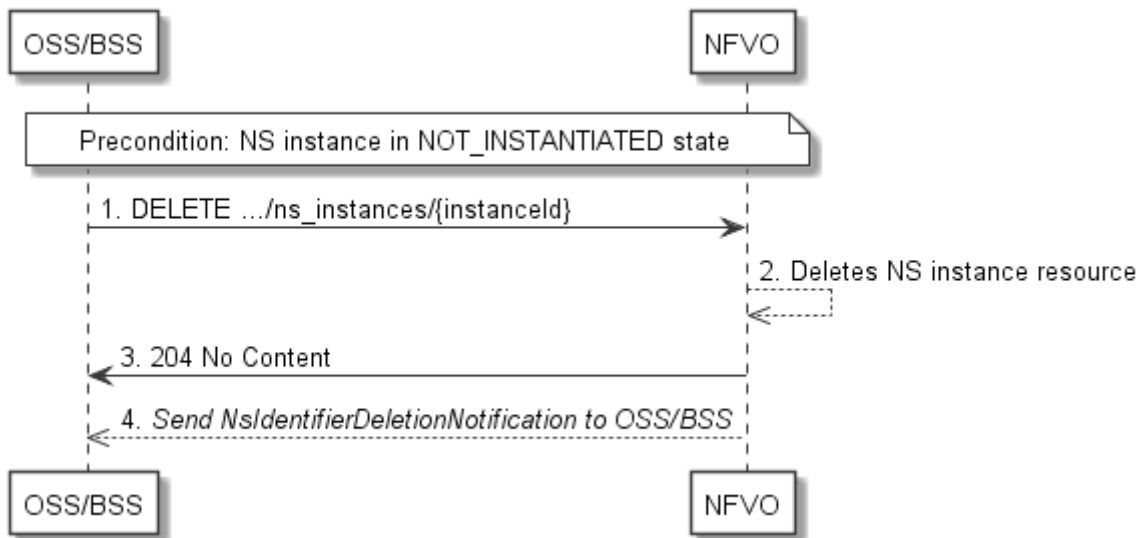 OSS/BSS
NFVO
Precondition: NS instance in NOT_INSTANTIATED state
1. DELETE .../ns_instances/{instanceId}
2. Deletes NS instance resource
3. 204 No Content
4. Send NsIdentifierDeletionNotification to OSS/BSS
OSS/BSS
NFVO